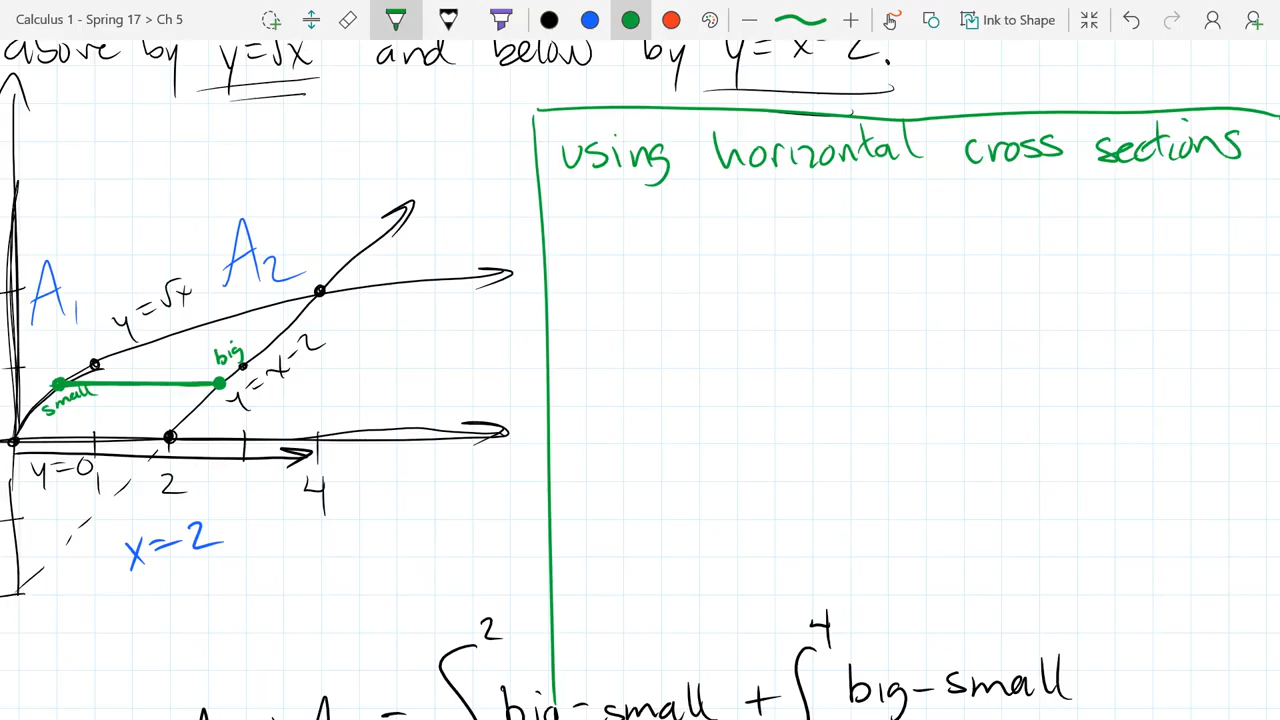 Calculus 1 - Spring 17 > Ch 5
Ink to Shape
above by y=√x and below by y=x-2.
using horizontal cross sections
A2
A1
y=√x
big
y=x-2
small
y=0
1
2
4
x=2
2
4
big-small + ∫ big-small